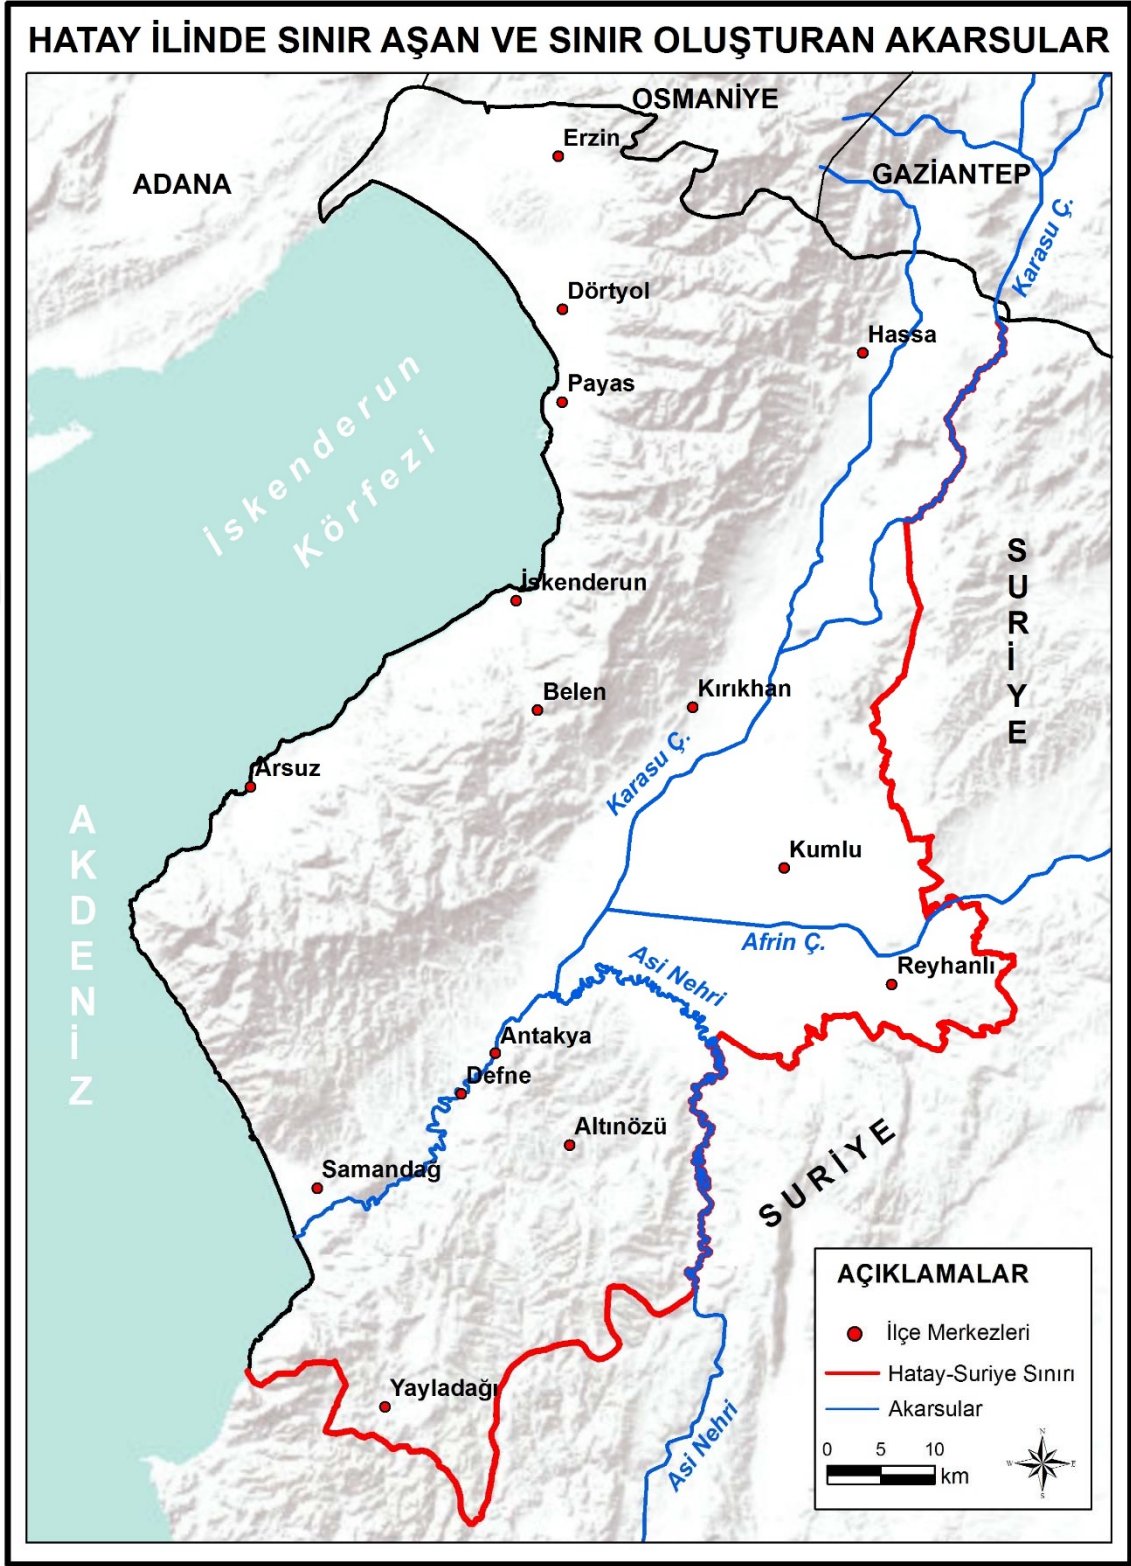 HATAY İLİNDE SINIR AŞAN VE SINIR OLUŞTURAN AKARSULAR
OSMANİYE
Erzin
ADANA
GAZİANTEP
Karasu Ç.
Dörtyol
Hassa
Payas
İskenderun
Körfezi
SURİYE
İskenderun
Belen
Kırıkhan
Karasu Ç.
Arsuz
AKDENİZ
Kumlu
Afrin Ç.
Asi Nehri
Reyhanlı
Antakya
Defne
Altınözü
SURİYE
Samandağ
Yayladağı
Asi Nehri
AÇIKLAMALAR
İlçe Merkezleri
Hatay-Suriye Sınırı
Akarsular
0 5 10
km
N
W E
S